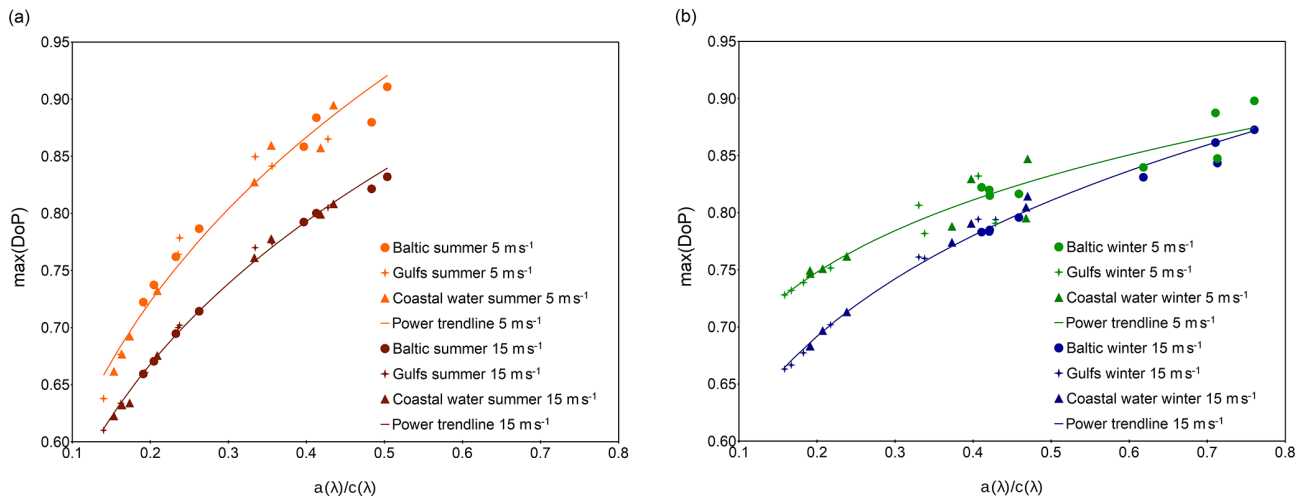 (a)
max(DoP)
0.95
0.90
0.85
0.80
0.75
0.70
0.65
0.60
0.1 0.2 0.3 0.4 0.5 0.6 0.7 0.8
a(λ)/c(λ)
Baltic summer 5 m s⁻¹
Gulfs summer 5 m s⁻¹
Coastal water summer 5 m s⁻¹
Power trendline 5 m s⁻¹
Baltic summer 15 m s⁻¹
Gulfs summer 15 m s⁻¹
Coastal water summer 15 m s⁻¹
Power trendline 15 m s⁻¹
(b)
max(DoP)
0.95
0.90
0.85
0.80
0.75
0.70
0.65
0.60
0.1 0.2 0.3 0.4 0.5 0.6 0.7 0.8
a(λ)/c(λ)
Baltic winter 5 m s⁻¹
Gulfs winter 5 m s⁻¹
Coastal water winter 5 m s⁻¹
Power trendline 5 m s⁻¹
Baltic winter 15 m s⁻¹
Gulfs winter 15 m s⁻¹
Coastal water winter 15 m s⁻¹
Power trendline 15 m s⁻¹